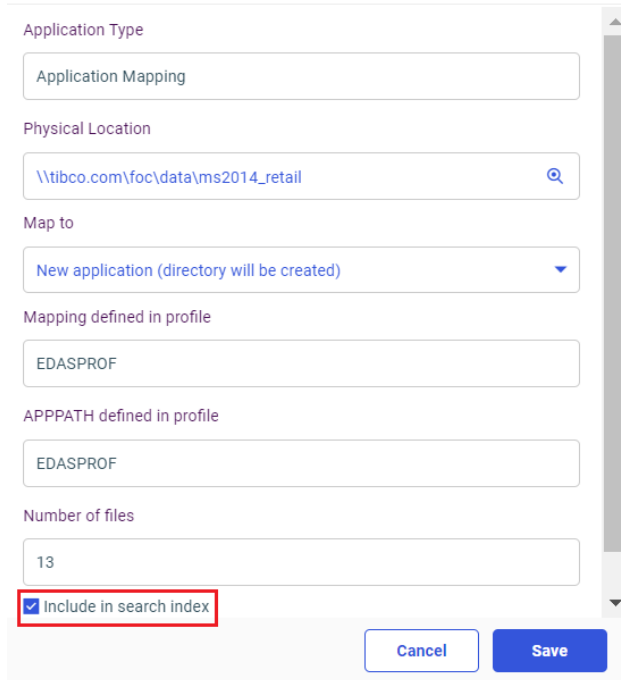 Application Type
Application Mapping
Physical Location
\\tibco.com\foc\data\ms2014_retail
Map to
New application (directory will be created)
Mapping defined in profile
EDASPROF
APPPATH defined in profile
EDASPROF
Number of files
13
Include in search index
Cancel Save